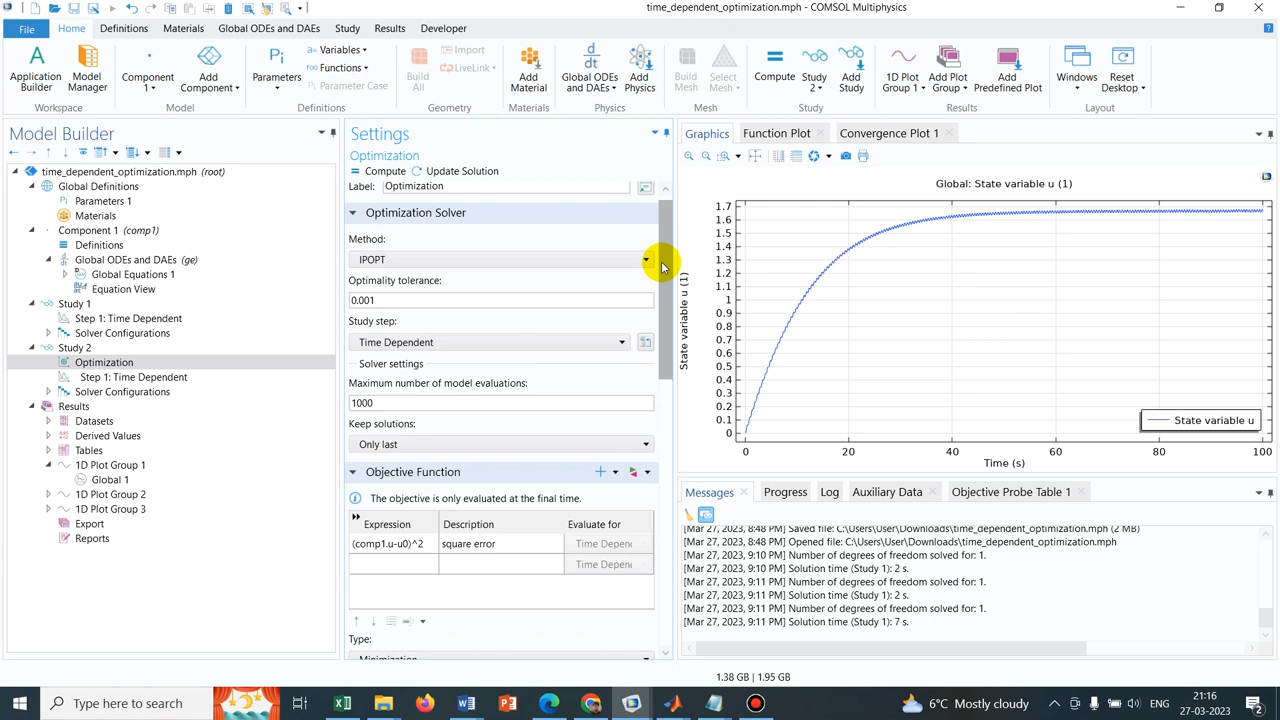 time_dependent_optimization.mph - COMSOL Multiphysics
File
Home
Definitions
Materials
Global ODEs and DAEs
Study
Results
Developer
Application Builder
Model Manager
Workspace
Component 1
Add Component
Model
Parameters
a= Variables
f(x) Functions
Parameter Case
Definitions
Build All
Import
LiveLink
Geometry
Add Material
Materials
Global ODEs and DAEs
Add Physics
Physics
Build Mesh
Select Mesh
Mesh
Compute
Study 2
Add Study
Study
1D Plot Group 1
Add Plot Group
Add Predefined Plot
Results
Windows
Reset Desktop
Layout
Model Builder
time_dependent_optimization.mph (root)
Global Definitions
Parameters 1
Materials
Component 1 (comp1)
Definitions
Global ODEs and DAEs (ge)
Global Equations 1
Equation View
Study 1
Step 1: Time Dependent
Solver Configurations
Study 2
Optimization
Step 1: Time Dependent
Solver Configurations
Results
Datasets
Derived Values
Tables
1D Plot Group 1
Global 1
1D Plot Group 2
1D Plot Group 3
Export
Reports
Settings
Optimization
Compute
Update Solution
Label: Optimization
Optimization Solver
Method:
IPOPT
Optimality tolerance:
0.001
Study step:
Time Dependent
Solver settings
Maximum number of model evaluations:
1000
Keep solutions:
Only last
Objective Function
The objective is only evaluated at the final time.
Expression Description Evaluate for
(comp1.u-u0)^2 square error Time Depend
Time Depend
Type:
Minimization
Graphics
Function Plot
Convergence Plot 1
Global: State variable u (1)
State variable u (1)
1.7
1.6
1.5
1.4
1.3
1.2
1.1
1
0.9
0.8
0.7
0.6
0.5
0.4
0.3
0.2
0.1
0
0 20 40 60 80 100
Time (s)
State variable u
Messages
Progress
Log
Auxiliary Data
Objective Probe Table 1
[Mar 27, 2023, 8:48 PM] Saved file: C:\Users\User\Downloads\time_dependent_optimization.mph (2 MB)
[Mar 27, 2023, 8:48 PM] Opened file: C:\Users\User\Downloads\time_dependent_optimization.mph
[Mar 27, 2023, 9:10 PM] Number of degrees of freedom solved for: 1.
[Mar 27, 2023, 9:10 PM] Solution time (Study 1): 2 s.
[Mar 27, 2023, 9:11 PM] Number of degrees of freedom solved for: 1.
[Mar 27, 2023, 9:11 PM] Solution time (Study 1): 2 s.
[Mar 27, 2023, 9:11 PM] Number of degrees of freedom solved for: 1.
[Mar 27, 2023, 9:11 PM] Solution time (Study 1): 7 s.
1.38 GB | 1.95 GB
Type here to search
6°C Mostly cloudy
21:16
27-03-2023